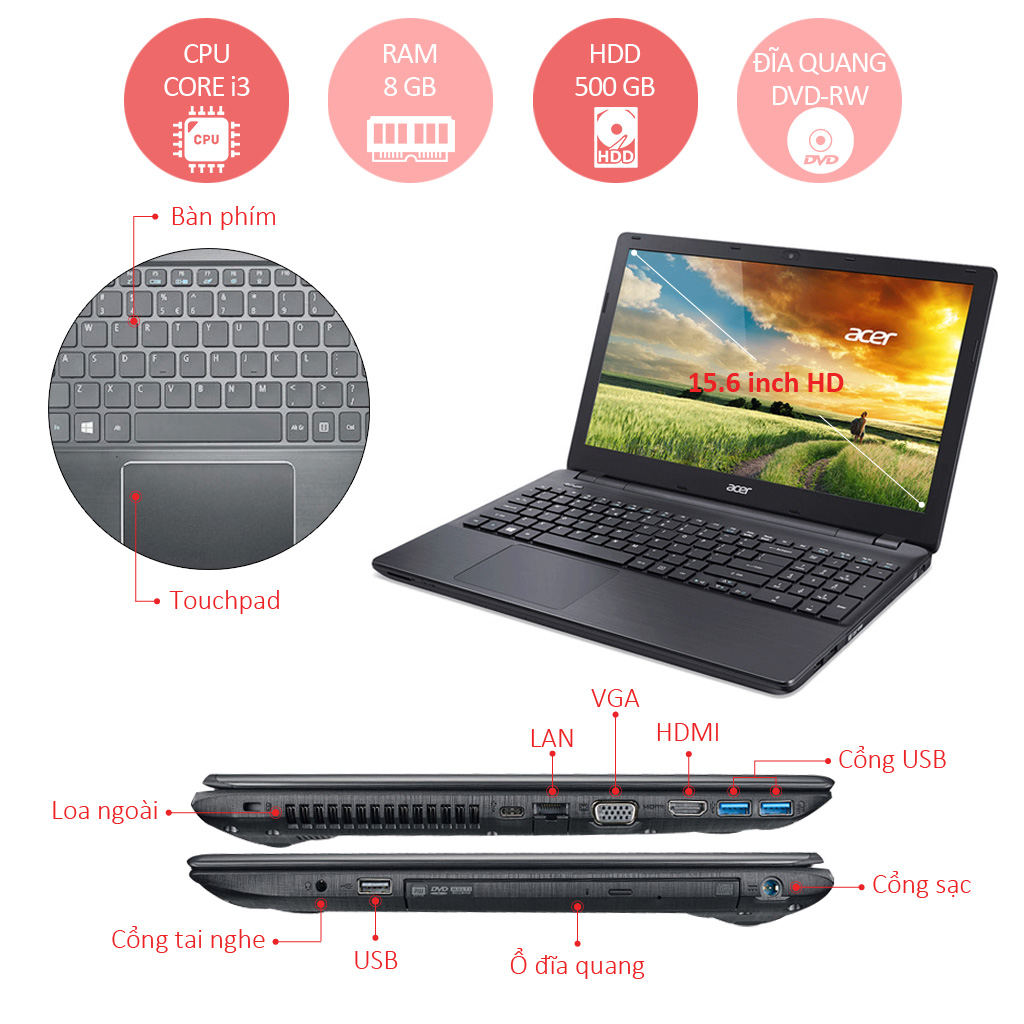 CPU
CORE i3
CPU
RAM
8 GB
HDD
500 GB
HDD
ĐĨA QUANG
DVD-RW
DVD
Bàn phím
acer
15.6 inch HD
acer
Touchpad
VGA
LAN
HDMI
Cổng USB
Loa ngoài
HDMI
DVD
Cổng sạc
Cổng tai nghe
USB
Ổ đĩa quang